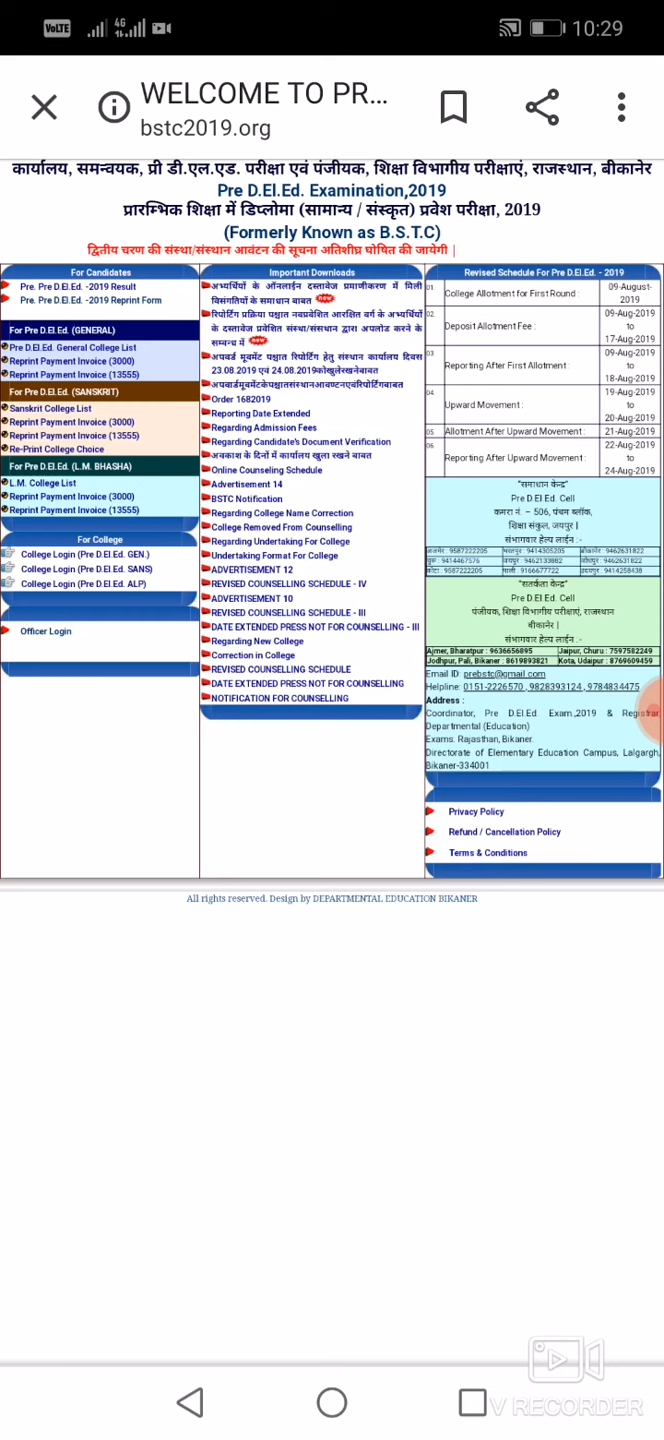 VoLTE 4G 10:29
WELCOME TO PR...
bstc2019.org
कार्यालय, समन्वयक, प्री डी.एल.एड. परीक्षा एवं पंजीयक, शिक्षा विभागीय परीक्षाएं, राजस्थान, बीकानेर
Pre D.El.Ed. Examination,2019
प्रारम्भिक शिक्षा में डिप्लोमा (सामान्य / संस्कृत) प्रवेश परीक्षा, 2019
(Formerly Known as B.S.T.C)
द्वितीय चरण की संस्था/संस्थान आवंटन की सूचना अतिशीघ्र घोषित की जायेगी |
For Candidates
Pre. Pre D.El.Ed. -2019 Result
Pre. Pre D.El.Ed. -2019 Reprint Form
For Pre D.El.Ed. (GENERAL)
Pre D.El.Ed. General College List
Reprint Payment Invoice (3000)
Reprint Payment Invoice (13555)
For Pre D.El.Ed. (SANSKRIT)
Sanskrit College List
Reprint Payment Invoice (3000)
Reprint Payment Invoice (13555)
Re-Print College Choice
For Pre D.El.Ed. (L.M. BHASHA)
L.M. College List
Reprint Payment Invoice (3000)
Reprint Payment Invoice (13555)
For College
College Login (Pre D.El.Ed. GEN.)
College Login (Pre D.El.Ed. SANS)
College Login (Pre D.El.Ed. ALP)
Officer Login
Important Downloads
अभ्यर्थियों के ऑनलाईन दस्तावेज प्रमाणीकरण में मिली
विसंगतियों के समाधान बाबत new
रिपोर्टिंग प्रक्रिया पश्चात नवप्रवेशित आरक्षित वर्ग के अभ्यर्थियों
के दस्तावेज प्रवेशित संस्था/संसथान द्वारा अपलोड करने के
सम्वन्ध में new
अपवर्ड मूवमेंट पश्चात रिपोर्टिंग हेतु संस्थान कार्यालय दिवस
23.08.2019 एवं 24.08.2019कोखुलेरखनेबाबत
अपवार्डमूवमेंटकेपश्चातसंस्थानआवण्टनएवंरिपोर्टिंगबाबत
Order 1682019
Reporting Date Extended
Regarding Admission Fees
Regarding Candidate's Document Verification
अवकाश के दिनों में कार्यालय खुला रखने बाबत
Online Counseling Schedule
Advertisement 14
BSTC Notification
Regarding College Name Correction
College Removed From Counselling
Regarding Undertaking For College
Undertaking Format For College
ADVERTISEMENT 12
REVISED COUNSELLING SCHEDULE - IV
ADVERTISEMENT 10
REVISED COUNSELLING SCHEDULE - III
DATE EXTENDED PRESS NOT FOR COUNSELLING - III
Regarding New College
Correction in College
REVISED COUNSELLING SCHEDULE
DATE EXTENDED PRESS NOT FOR COUNSELLING
NOTIFICATION FOR COUNSELLING
Revised Schedule For Pre D.El.Ed. - 2019
01. College Allotment for First Round : 09-August-2019
02. Deposit Allotment Fee : 09-Aug-2019 to 17-Aug-2019
03. Reporting After First Allotment : 09-Aug-2019 to 18-Aug-2019
04. Upward Movement : 19-Aug-2019 to 20-Aug-2019
05. Allotment After Upward Movement : 21-Aug-2019
06. Reporting After Upward Movement : 22-Aug-2019 to 24-Aug-2019
"समाधान केन्द्र"
Pre D.El.Ed. Cell
कमरा नं. – 506, पंचम ब्लॉक,
शिक्षा संकुल, जयपुर |
संभागवार हेल्प लाईन :-
अजमेर: 9587222205 भरतपुर: 9414305205 बीकानेर: 9462631822
चुरू : 9414467576 जयपुर: 9462133882 जोधपुर: 9462631822
कोटा : 9587222205 पाली : 9166677722 उदयपुर: 9414258438
"सतर्कता केन्द्र"
Pre D.El.Ed. Cell
पंजीयक, शिक्षा विभागीय परीक्षाएं, राजस्थान
बीकानेर |
संभागवार हेल्प लाईन :-
Ajmer, Bharatpur : 9636656895 Jaipur, Churu : 7597582249
Jodhpur, Pali, Bikaner : 8619893821 Kota, Udaipur : 8769609459
Email ID: prebstc@gmail.com
Helpline: 0151-2226570 , 9828393124 , 9784834475
Address :
Coordinator, Pre D.El.Ed. Exam.,2019 & Registrar,
Departmental (Education)
Exams. Rajasthan, Bikaner.
Directorate of Elementary Education Campus, Lalgargh,
Bikaner-334001
Privacy Policy
Refund / Cancellation Policy
Terms & Conditions
All rights reserved. Design by DEPARTMENTAL EDUCATION BIKANER
V RECORDER